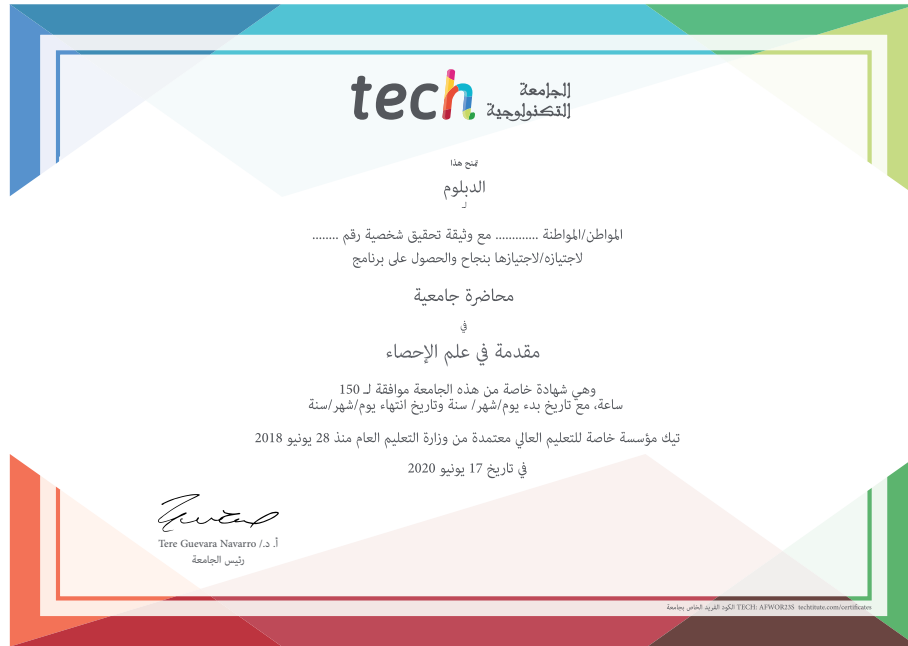 tech الجامعة
التكنولوجية
تمنح هذا
الدبلوم
لـ
المواطن/المواطنة ............. مع وثيقة تحقيق شخصية رقم ........
لاجتيازه/لاجتيازها بنجاح والحصول على برنامج
محاضرة جامعية
في
مقدمة في علم الإحصاء
وهي شهادة خاصة من هذه الجامعة موافقة لـ 150
ساعة، مع تاريخ بدء يوم/شهر/ سنة وتاريخ انتهاء يوم/شهر/سنة
تيك مؤسسة خاصة للتعليم العالي معتمدة من وزارة التعليم العام منذ 28 يونيو 2018
في تاريخ 17 يونيو 2020
أ. د./ Tere Guevara Navarro
رئيس الجامعة
الكود الفريد الخاص بجامعة TECH: AFWOR23S techtitute.com/certificates